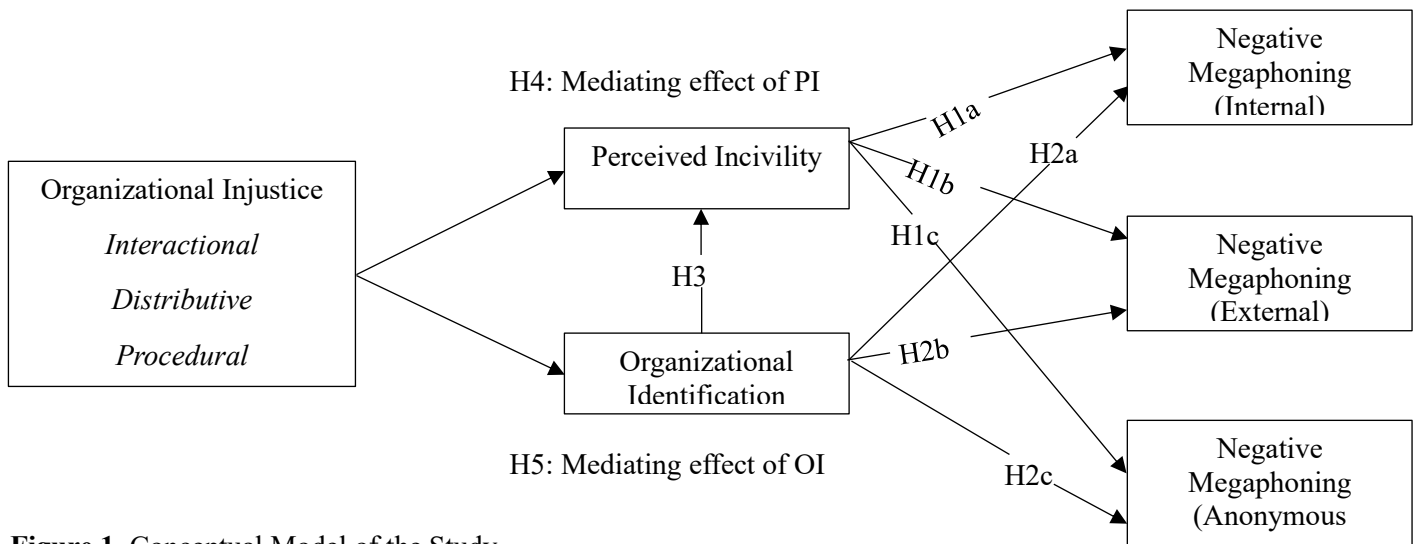 Negative
Megaphoning
(Internal)
H4: Mediating effect of PI
H1a
Perceived Incivility
H2a
H1b
Organizational Injustice
Interactional
Distributive
Procedural
H1c
Negative
Megaphoning
(External)
H3
H2b
Organizational
Identification
Negative
Megaphoning
(Anonymous
H5: Mediating effect of OI
H2c
Figure 1. Conceptual Model of the Study